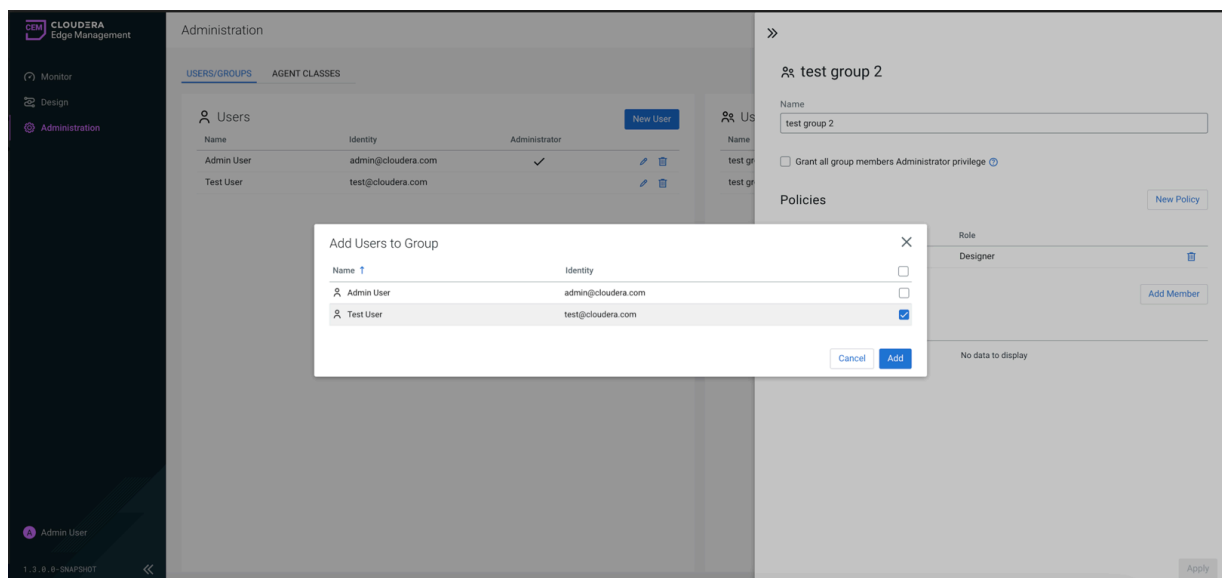 CEM CLOUDERA
Edge Management
Monitor
Design
Administration
Admin User
1.3.0.0-SNAPSHOT
Administration
USERS/GROUPS AGENT CLASSES
Users New User
Name Identity Administrator
Admin User admin@cloudera.com
Test User test@cloudera.com
Us
Name
test gr
test gr
test group 2
Name
test group 2
Grant all group members Administrator privilege
Policies New Policy
Role
Designer
Add Member
No data to display
Apply
Add Users to Group
Name Identity
Admin User admin@cloudera.com
Test User test@cloudera.com
Cancel Add